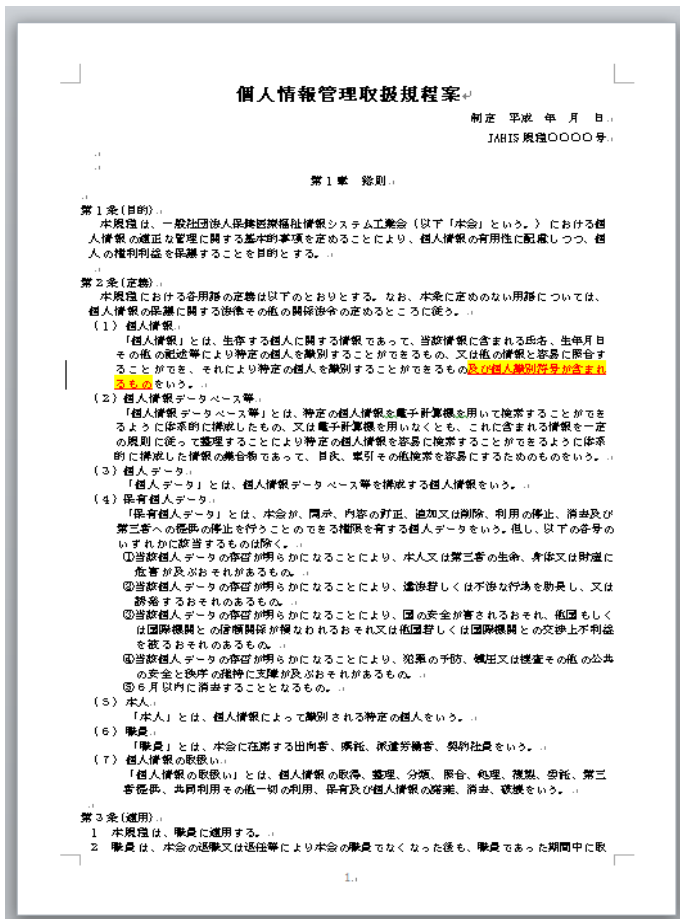 個人情報管理取扱規程案
制定 平成 年 月 日
JAHIS 規程〇〇〇〇号
第1章 総則
第1条(目的)
本規程は、一般社団法人保健医療福祉情報システム工業会(以下「本会」という。)における個
人情報の適正な管理に関する基本的事項を定めることにより、個人情報の有用性に配慮しつつ、個
人の権利利益を保護することを目的とする。
第2条(定義)
本規程における各用語の定義は以下のとおりとする。なお、本条に定めのない用語については、
個人情報の保護に関する法律その他の関係法令の定めるところに従う。
(1)個人情報
「個人情報」とは、生存する個人に関する情報であって、当該情報に含まれる氏名、生年月日
その他の記述等により特定の個人を識別することができるもの、又は他の情報と容易に照合す
ることができ、それにより特定の個人を識別することができるもの及び個人識別符号が含まれ
るものをいう。
(2)個人情報データベース等
「個人情報データベース等」とは、特定の個人情報を電子計算機を用いて検索することができ
るように体系的に構成したもの、又は電子計算機を用いなくとも、これに含まれる情報を一定
の規則に従って整理することにより特定の個人情報を容易に検索することができるように体系
的に構成した情報の集合物であって、目次、索引その他検索を容易にするためのものをいう。
(3)個人データ
「個人データ」とは、個人情報データベース等を構成する個人情報をいう。
(4)保有個人データ
「保有個人データ」とは、本会が、開示、内容の訂正、追加又は削除、利用の停止、消去及び
第三者への提供の停止を行うことのできる権限を有する個人データをいう。但し、以下の各号の
いずれかに該当するものは除く。
①当該個人データの存否が明らかになることにより、本人又は第三者の生命、身体又は財産に
危害が及ぶおそれがあるもの。
②当該個人データの存否が明らかになることにより、違法若しくは不法な行為を助長し、又は
誘発するおそれのあるもの。
③当該個人データの存否が明らかになることにより、国の安全が害されるおそれ、他国もしく
は国際機関との信頼関係が損なわれるおそれ又は他国若しくは国際機関との交渉上不利益
を被るおそれのあるもの。
④当該個人データの存否が明らかになることにより、犯罪の予防、鎮圧又は捜査その他の公共
の安全と秩序の維持に支障が及ぶおそれがあるもの。
⑤6月以内に消去することとなるもの。
(5)本人
「本人」とは、個人情報によって識別される特定の個人をいう。
(6)職員
「職員」とは、本会に在席する出向者、嘱託、派遣労働者、契約社員をいう。
(7)個人情報の取扱い
「個人情報の取扱い」とは、個人情報の取得、整理、分類、照合、処理、複製、委託、第三
者提供、共同利用その他一切の利用、保有及び個人情報の廃棄、消去、破壊をいう。
第3条(適用)
1 本規程は、職員に適用する。
2 職員は、本会の退職又は退任等により本会の職員でなくなった後も、職員であった期間中に取
1